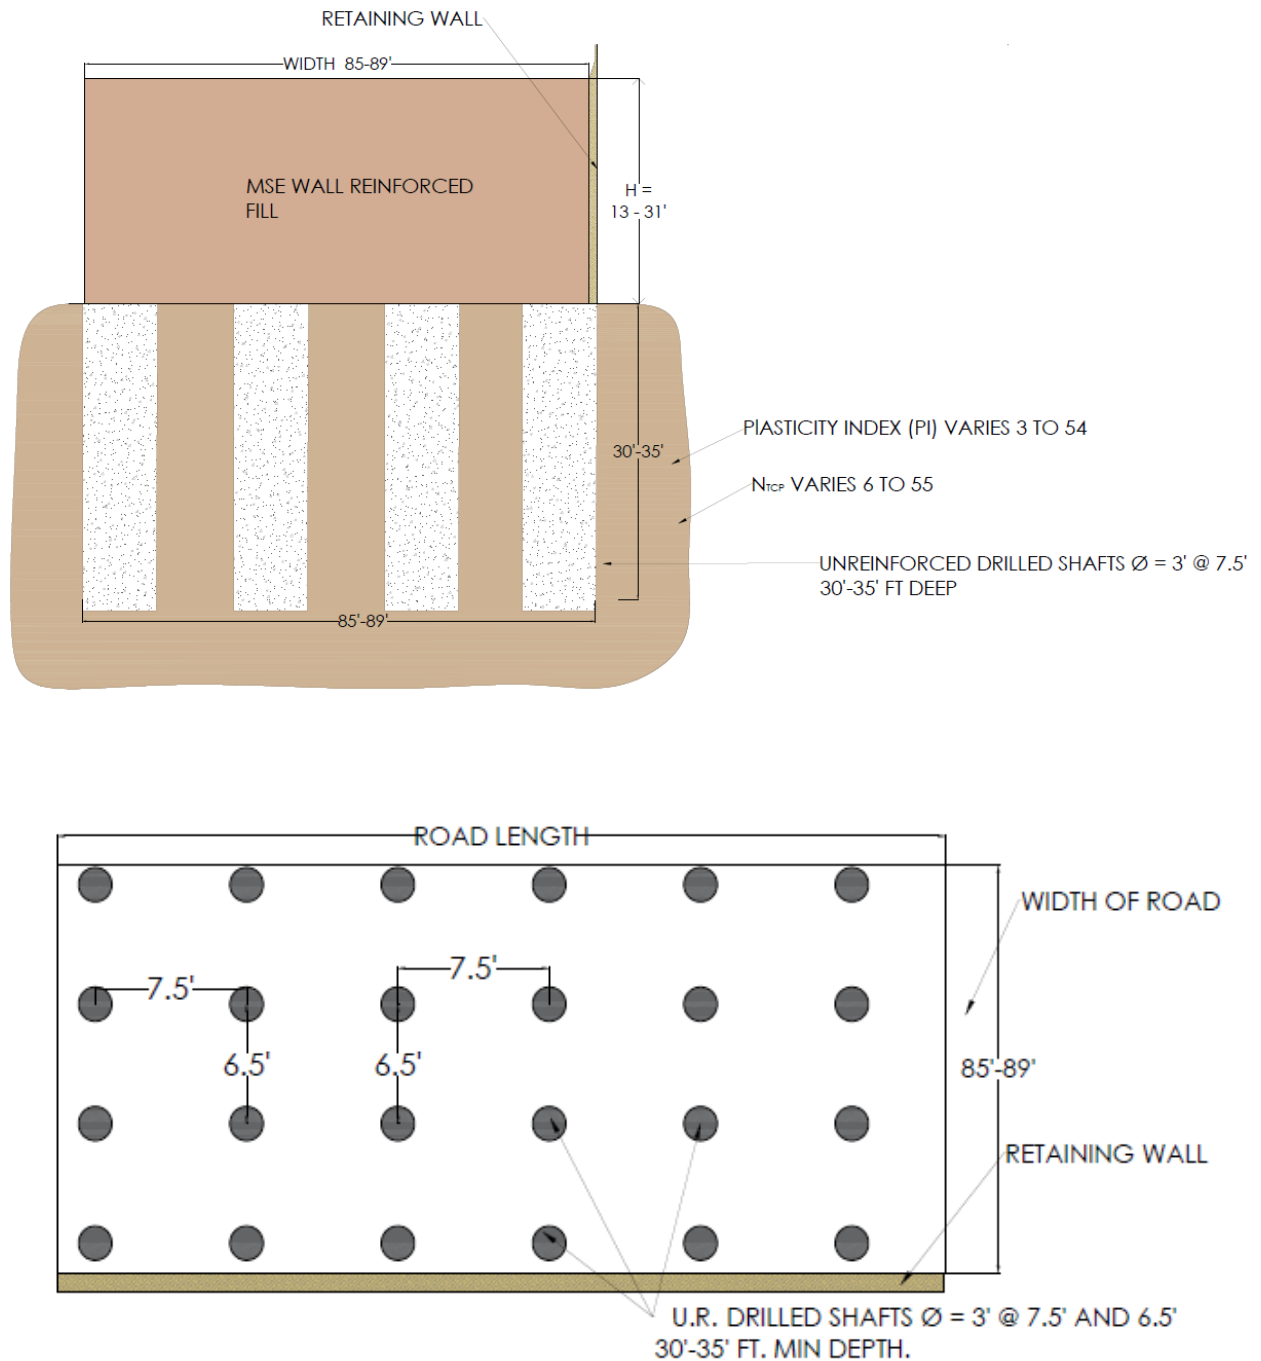 RETAINING WALL
WIDTH 85-89'
MSE WALL REINFORCED
FILL
H =
13 - 31'
PlASTICITY INDEX (PI) VARIES 3 TO 54
30'-35'
NTCP VARIES 6 TO 55
UNREINFORCED DRILLED SHAFTS Ø = 3' @ 7.5'
30'-35' FT DEEP
85'-89'
ROAD LENGTH
WIDTH OF ROAD
7.5'
7.5'
6.5'
6.5'
85'-89'
RETAINING WALL
U.R. DRILLED SHAFTS Ø = 3' @ 7.5' AND 6.5'
30'-35' FT. MIN DEPTH.